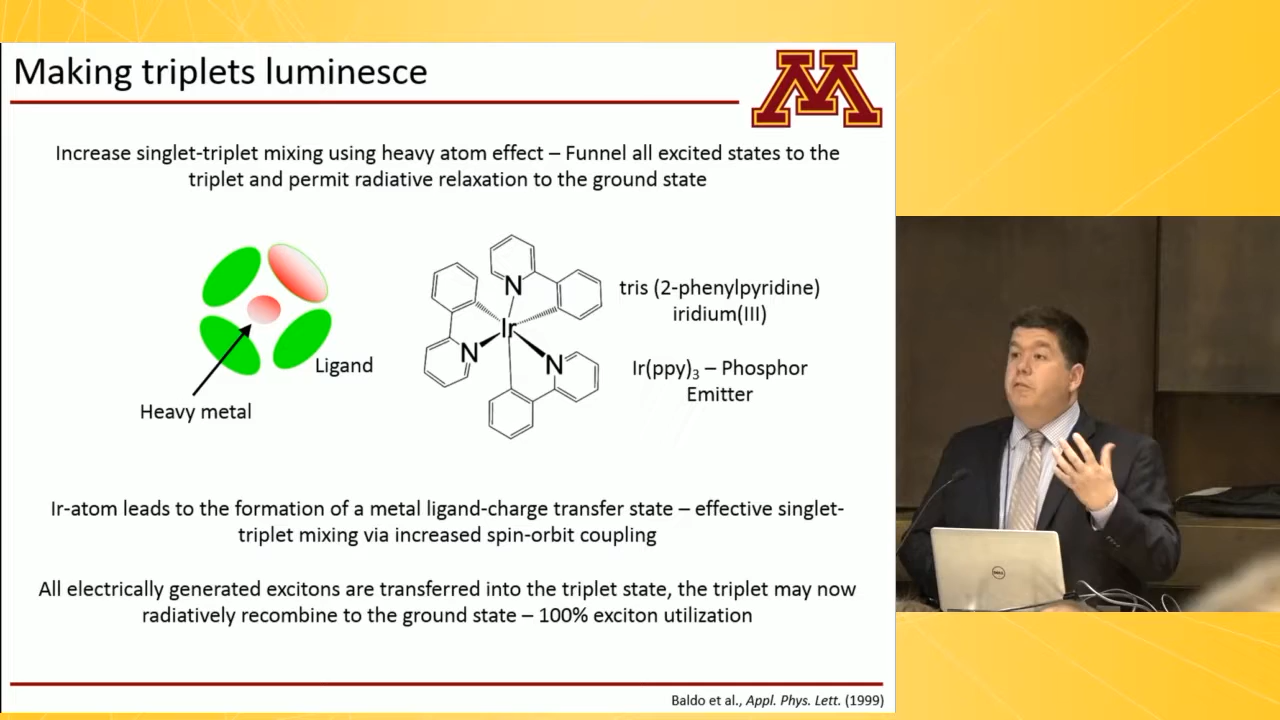 Making triplets luminesce
M
Increase singlet-triplet mixing using heavy atom effect – Funnel all excited states to the
triplet and permit radiative relaxation to the ground state
N
Ir
N
N
tris (2-phenylpyridine)
iridium(III)
Ir(ppy)₃ – Phosphor
Emitter
Ligand
Heavy metal
Ir-atom leads to the formation of a metal ligand-charge transfer state – effective singlet-
triplet mixing via increased spin-orbit coupling
All electrically generated excitons are transferred into the triplet state, the triplet may now
radiatively recombine to the ground state – 100% exciton utilization
Baldo et al., Appl. Phys. Lett. (1999)
DELL